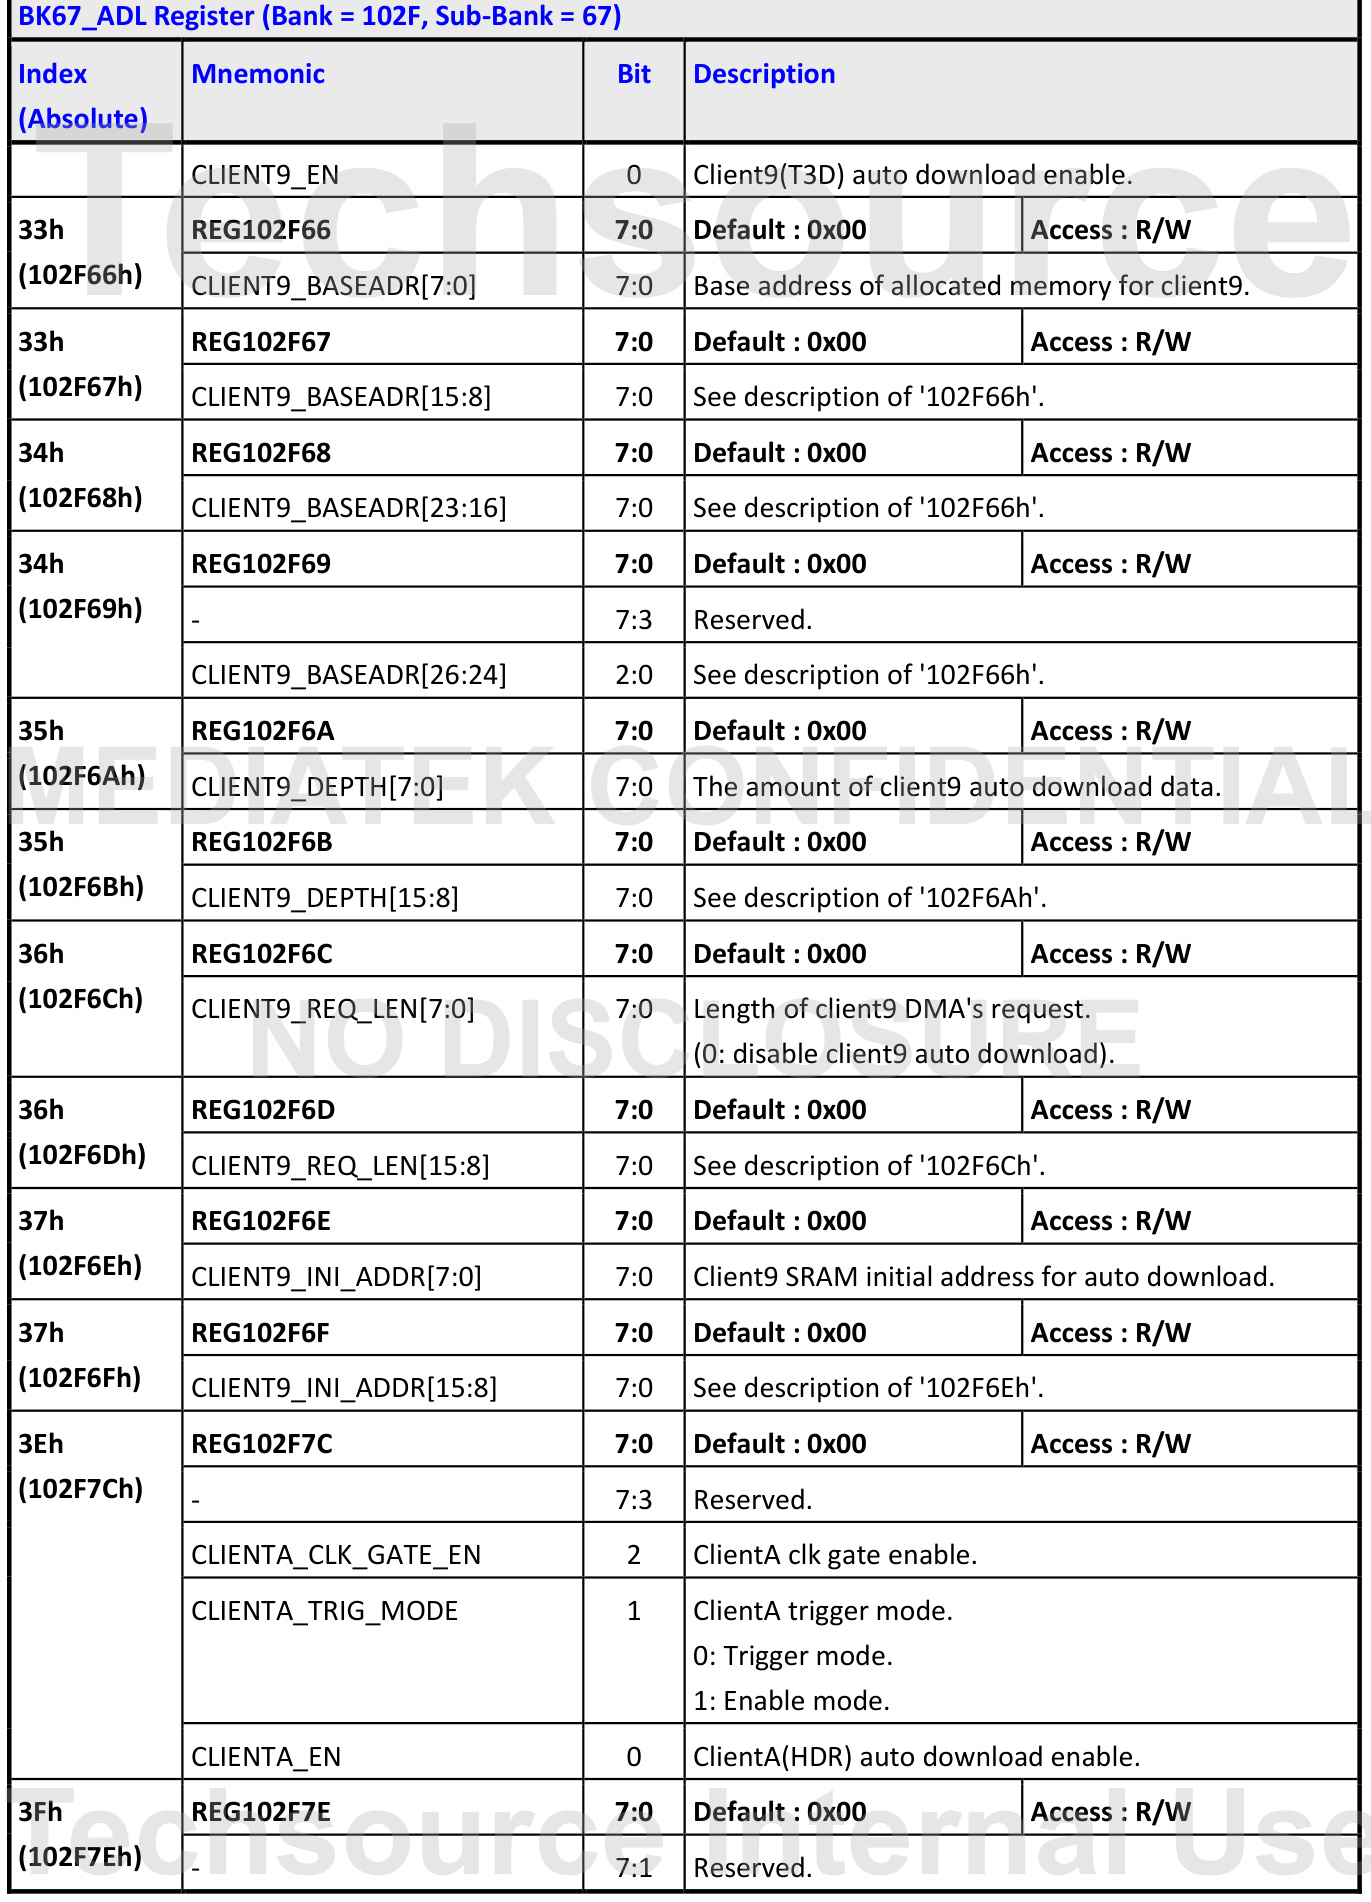 BK67_ADL Register (Bank = 102F, Sub-Bank = 67)
Index (Absolute) Mnemonic Bit Description
CLIENT9_EN 0 Client9(T3D) auto download enable.
33h (102F66h) REG102F66 7:0 Default : 0x00 Access : R/W
CLIENT9_BASEADR[7:0] 7:0 Base address of allocated memory for client9.
33h (102F67h) REG102F67 7:0 Default : 0x00 Access : R/W
CLIENT9_BASEADR[15:8] 7:0 See description of '102F66h'.
34h (102F68h) REG102F68 7:0 Default : 0x00 Access : R/W
CLIENT9_BASEADR[23:16] 7:0 See description of '102F66h'.
34h (102F69h) REG102F69 7:0 Default : 0x00 Access : R/W
- 7:3 Reserved.
CLIENT9_BASEADR[26:24] 2:0 See description of '102F66h'.
35h (102F6Ah) REG102F6A 7:0 Default : 0x00 Access : R/W
CLIENT9_DEPTH[7:0] 7:0 The amount of client9 auto download data.
35h (102F6Bh) REG102F6B 7:0 Default : 0x00 Access : R/W
CLIENT9_DEPTH[15:8] 7:0 See description of '102F6Ah'.
36h (102F6Ch) REG102F6C 7:0 Default : 0x00 Access : R/W
CLIENT9_REQ_LEN[7:0] 7:0 Length of client9 DMA's request.
(0: disable client9 auto download).
36h (102F6Dh) REG102F6D 7:0 Default : 0x00 Access : R/W
CLIENT9_REQ_LEN[15:8] 7:0 See description of '102F6Ch'.
37h (102F6Eh) REG102F6E 7:0 Default : 0x00 Access : R/W
CLIENT9_INI_ADDR[7:0] 7:0 Client9 SRAM initial address for auto download.
37h (102F6Fh) REG102F6F 7:0 Default : 0x00 Access : R/W
CLIENT9_INI_ADDR[15:8] 7:0 See description of '102F6Eh'.
3Eh (102F7Ch) REG102F7C 7:0 Default : 0x00 Access : R/W
- 7:3 Reserved.
CLIENTA_CLK_GATE_EN 2 ClientA clk gate enable.
CLIENTA_TRIG_MODE 1 ClientA trigger mode.
0: Trigger mode.
1: Enable mode.
CLIENTA_EN 0 ClientA(HDR) auto download enable.
3Fh (102F7Eh) REG102F7E 7:0 Default : 0x00 Access : R/W
- 7:1 Reserved.
Techsource
MEDIATEK CONFIDENTIAL
NO DISCLOSURE
Techsource Internal Use